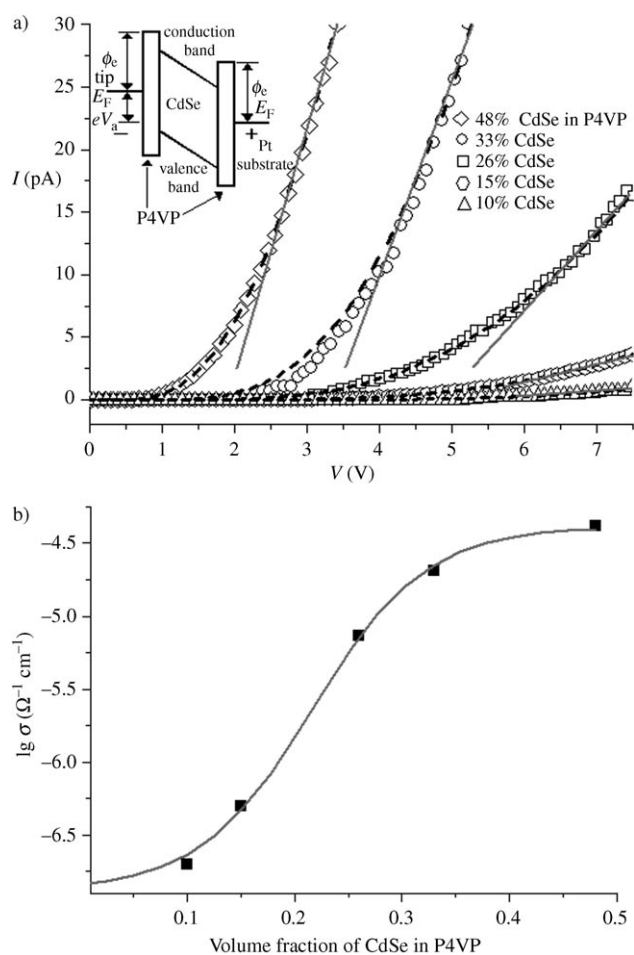 a)
30
25
20
15
10
5
0
I (pA)
0 1 2 3 4 5 6 7
V (V)
conduction
band
ϕe
tip
EF
eVa
−
CdSe
ϕe
EF
+ Pt
substrate
valence
band
P4VP
48% CdSe in P4VP
33% CdSe
26% CdSe
15% CdSe
10% CdSe
b)
−4.5
−5.0
−5.5
−6.0
−6.5
lg σ (Ω⁻¹ cm⁻¹)
0.1 0.2 0.3 0.4 0.5
Volume fraction of CdSe in P4VP